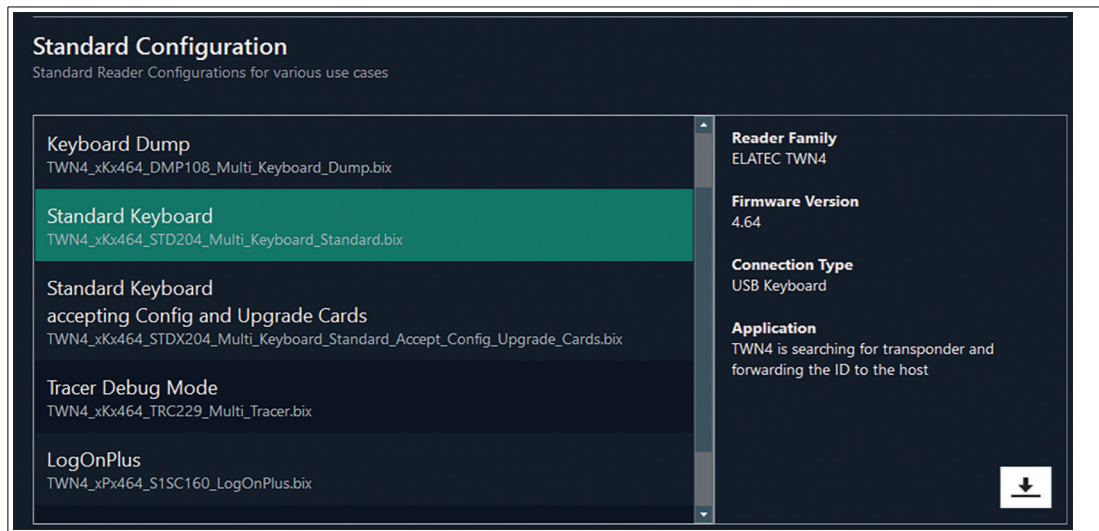 Standard Configuration
Standard Reader Configurations for various use cases
Keyboard Dump
TWN4_xKx464_DMP108_Multi_Keyboard_Dump.bix
Standard Keyboard
TWN4_xKx464_STD204_Multi_Keyboard_Standard.bix
Standard Keyboard
accepting Config and Upgrade Cards
TWN4_xKx464_STDX204_Multi_Keyboard_Standard_Accept_Config_Upgrade_Cards.bix
Tracer Debug Mode
TWN4_xKx464_TRC229_Multi_Tracer.bix
LogOnPlus
TWN4_xPx464_S1SC160_LogOnPlus.bix
Reader Family
ELATEC TWN4
Firmware Version
4.64
Connection Type
USB Keyboard
Application
TWN4 is searching for transponder and
forwarding the ID to the host